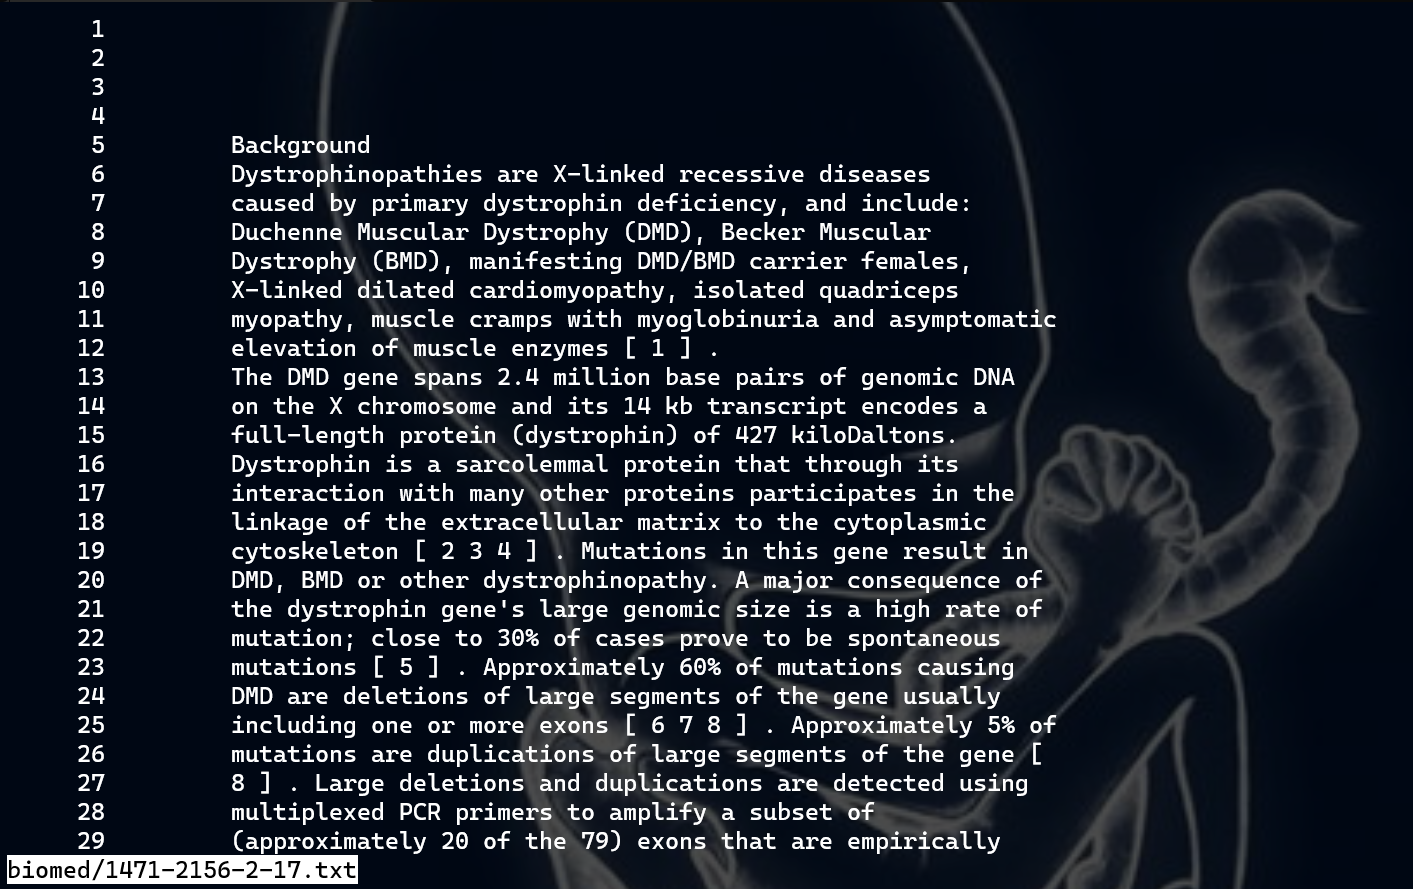 1
2
3
4
5 Background
6 Dystrophinopathies are X-linked recessive diseases
7 caused by primary dystrophin deficiency, and include:
8 Duchenne Muscular Dystrophy (DMD), Becker Muscular
9 Dystrophy (BMD), manifesting DMD/BMD carrier females,
10 X-linked dilated cardiomyopathy, isolated quadriceps
11 myopathy, muscle cramps with myoglobinuria and asymptomatic
12 elevation of muscle enzymes [ 1 ] .
13 The DMD gene spans 2.4 million base pairs of genomic DNA
14 on the X chromosome and its 14 kb transcript encodes a
15 full-length protein (dystrophin) of 427 kiloDaltons.
16 Dystrophin is a sarcolemmal protein that through its
17 interaction with many other proteins participates in the
18 linkage of the extracellular matrix to the cytoplasmic
19 cytoskeleton [ 2 3 4 ] . Mutations in this gene result in
20 DMD, BMD or other dystrophinopathy. A major consequence of
21 the dystrophin gene's large genomic size is a high rate of
22 mutation; close to 30% of cases prove to be spontaneous
23 mutations [ 5 ] . Approximately 60% of mutations causing
24 DMD are deletions of large segments of the gene usually
25 including one or more exons [ 6 7 8 ] . Approximately 5% of
26 mutations are duplications of large segments of the gene [
27 8 ] . Large deletions and duplications are detected using
28 multiplexed PCR primers to amplify a subset of
29 (approximately 20 of the 79) exons that are empirically
biomed/1471-2156-2-17.txt